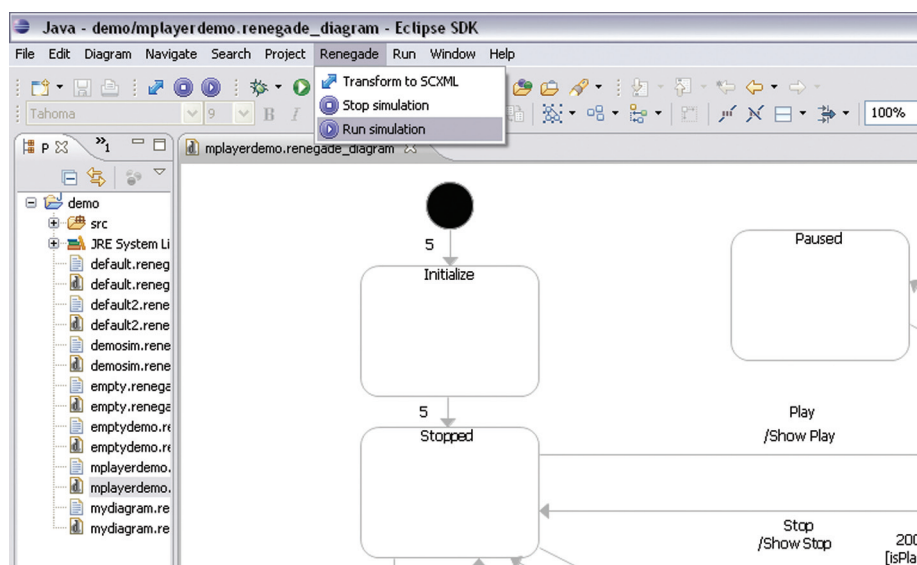 Java - demo/mplayerdemo.renegade_diagram - Eclipse SDK
File Edit Diagram Navigate Search Project Renegade Run Window Help
Transform to SCXML
Stop simulation
Run simulation
Tahoma
9
B I
100%
P
»1
mplayerdemo.renegade_diagram
demo
src
JRE System Li
default.reneg
default.reneg
default2.rene
default2.rene
demosim.rene
demosim.rene
empty.renega
empty.renega
emptydemo.re
emptydemo.re
mplayerdemo.
mplayerdemo.
mydiagram.re
mydiagram.re
5
Initialize
5
Stopped
Paused
Play
/Show Play
Stop
/Show Stop
200
[isPla